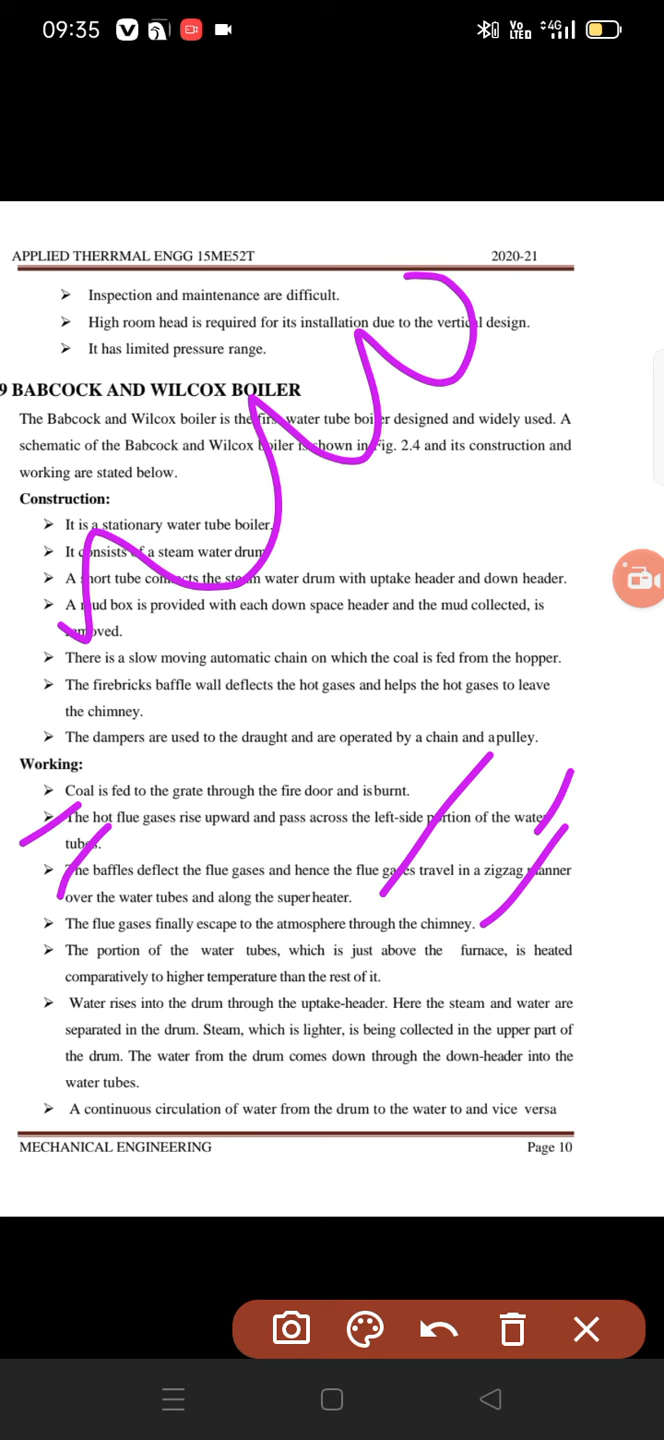 09:35
Vo LTED 4G
APPLIED THERRMAL ENGG 15ME52T 2020-21
➢ Inspection and maintenance are difficult.
➢ High room head is required for its installation due to the vertical design.
➢ It has limited pressure range.
9 BABCOCK AND WILCOX BOILER
The Babcock and Wilcox boiler is the first water tube boiler designed and widely used. A
schematic of the Babcock and Wilcox boiler is shown in Fig. 2.4 and its construction and
working are stated below.
Construction:
➢ It is a stationary water tube boiler.
➢ It consists of a steam water drum
➢ A short tube connects the steam water drum with uptake header and down header.
➢ A mud box is provided with each down space header and the mud collected, is
removed.
➢ There is a slow moving automatic chain on which the coal is fed from the hopper.
➢ The firebricks baffle wall deflects the hot gases and helps the hot gases to leave
the chimney.
➢ The dampers are used to the draught and are operated by a chain and apulley.
Working:
➢ Coal is fed to the grate through the fire door and is burnt.
➢ The hot flue gases rise upward and pass across the left-side portion of the water
tubes.
➢ The baffles deflect the flue gases and hence the flue gases travel in a zigzag manner
over the water tubes and along the super heater.
➢ The flue gases finally escape to the atmosphere through the chimney.
➢ The portion of the water tubes, which is just above the furnace, is heated
comparatively to higher temperature than the rest of it.
➢ Water rises into the drum through the uptake-header. Here the steam and water are
separated in the drum. Steam, which is lighter, is being collected in the upper part of
the drum. The water from the drum comes down through the down-header into the
water tubes.
➢ A continuous circulation of water from the drum to the water to and vice versa
MECHANICAL ENGINEERING Page 10